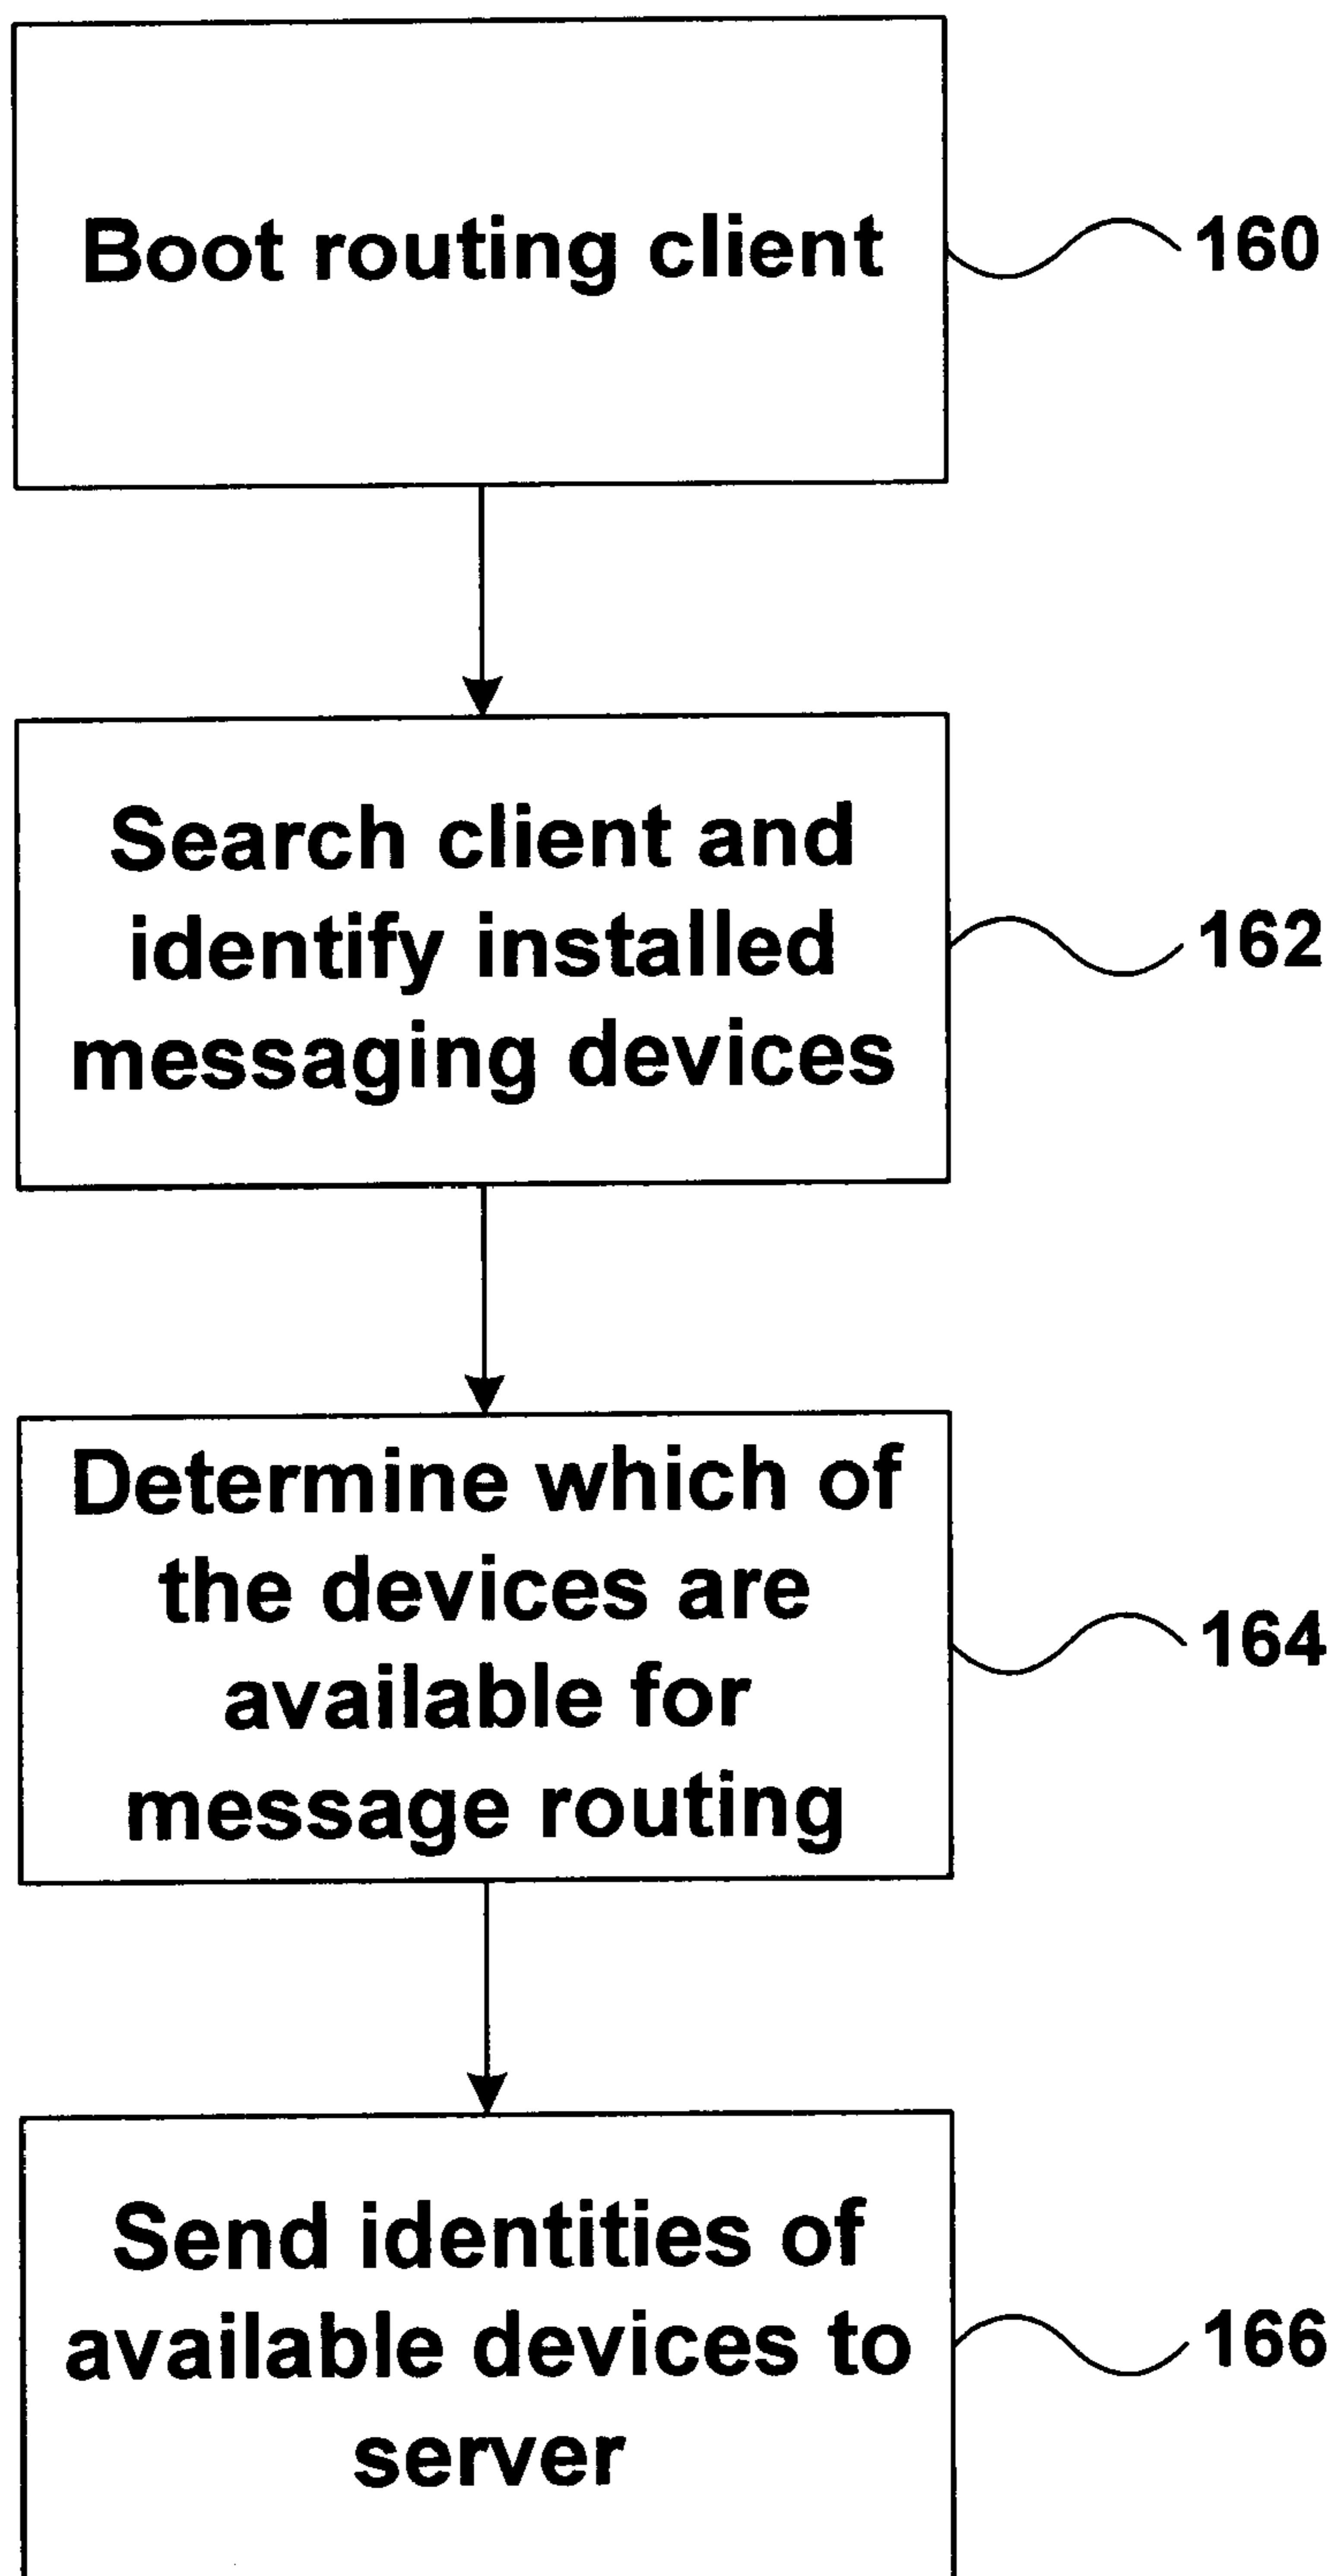 Boot routing client
160
Search client and
identify installed
messaging devices
162
Determine which of
the devices are
available for
message routing
164
Send identities of
available devices to
server
166